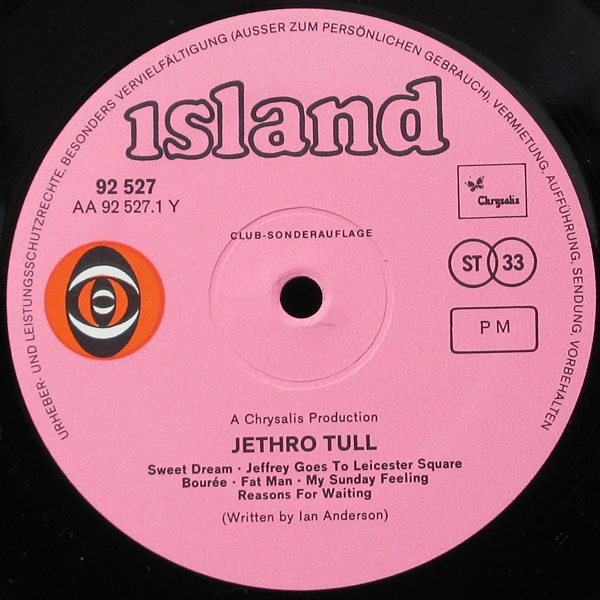 URHEBER- UND LEISTUNGSSCHUTZRECHTE, BESONDERS VERVIELFÄLTIGUNG (AUSSER ZUM PERSÖNLICHEN GEBRAUCH), VERMIETUNG, AUFFÜHRUNG, SENDUNG, VORBEHALTEN
ısland
92 527
AA 92 527.1 Y
Chrysalis
CLUB-SONDERAUFLAGE
ST 33
PM
A Chrysalis Production
JETHRO TULL
Sweet Dream · Jeffrey Goes To Leicester Square
Bourée · Fat Man · My Sunday Feeling
Reasons For Waiting
(Written by Ian Anderson)